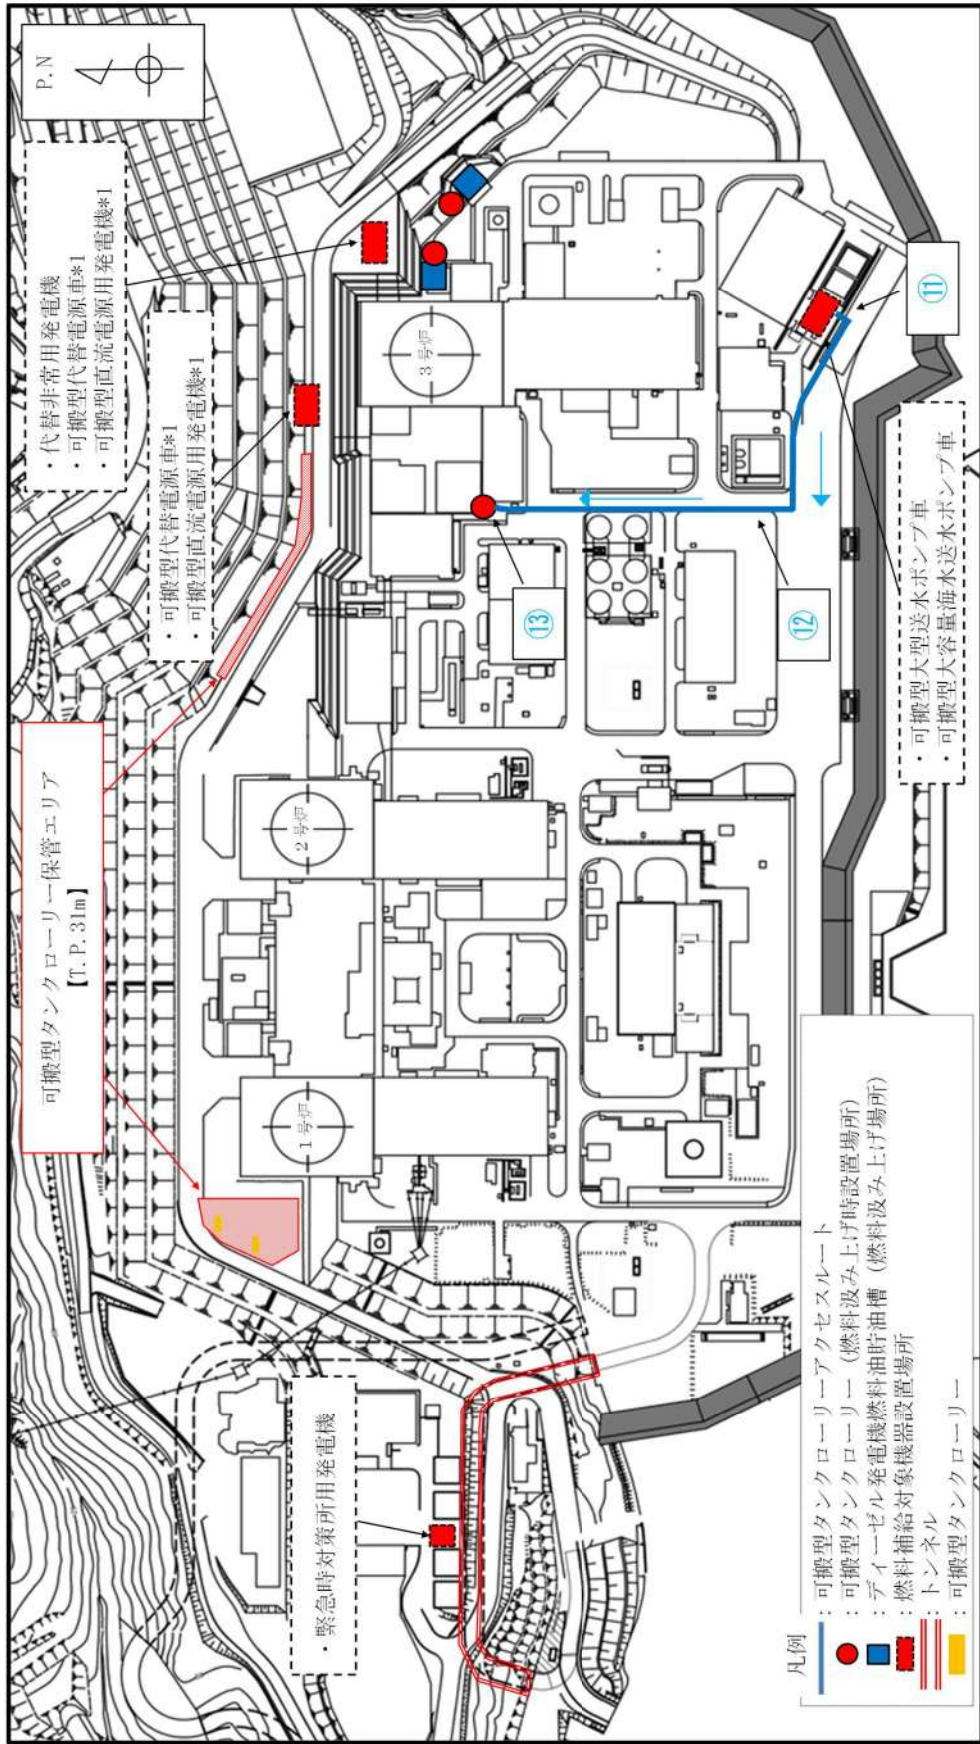 P.N
・代替非常用発電機
・可搬型代替電源車*1
・可搬型直流電源用発電機*1
・可搬型代替電源車*1
・可搬型直流電源用発電機*1
可搬型タンクローリー保管エリア
【T.P.31m】
・緊急時対策所用発電機
1号炉
2号炉
3号炉
⑪
⑫
⑬
・可搬型大型送水ポンプ車
・可搬型大容量海水送水ポンプ車
凡例
：可搬型タンクローリーアクセスルート
：可搬型タンクローリー（燃料汲み上げ時設置場所）
：ディーゼル発電機燃料油貯油槽（燃料汲み上げ場所）
：燃料補給対象機器設置場所
：トンネル
：可搬型タンクローリー